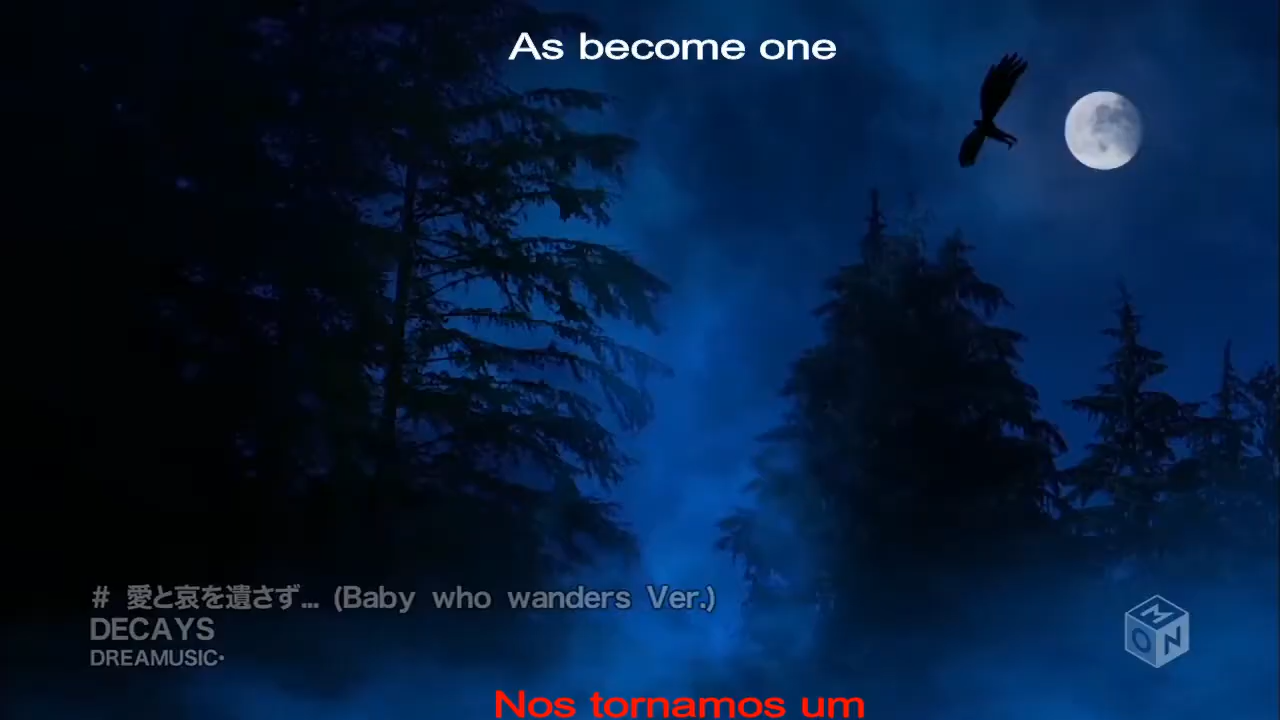 As become one
# 愛と哀を遺さず... (Baby who wanders Ver.)
DECAYS
DREAMUSIC•
M
O N
Nos tornamos um